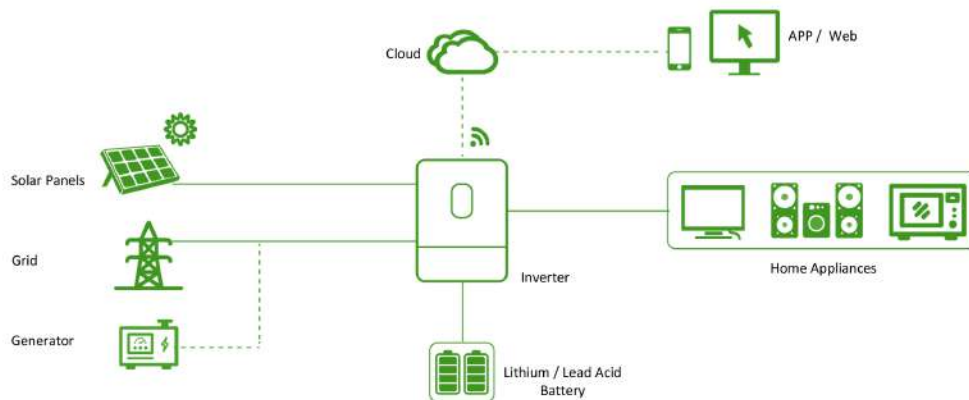 Cloud
APP / Web
Solar Panels
Grid
Inverter
Home Appliances
Generator
Lithium / Lead Acid
Battery